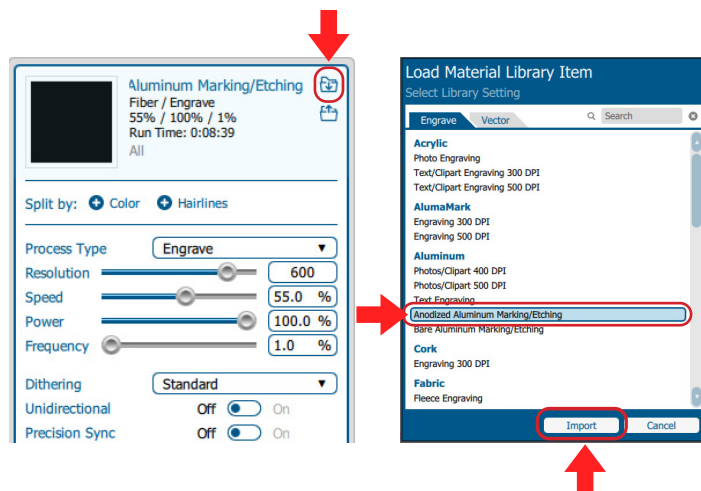 Aluminum Marking/Etching
Fiber / Engrave
55% / 100% / 1%
Run Time: 0:08:39
All
Split by: Color Hairlines
Process Type Engrave
Resolution 600
Speed 55.0 %
Power 100.0 %
Frequency 1.0 %
Dithering Standard
Unidirectional Off On
Precision Sync Off On
Load Material Library Item
Select Library Setting
Engrave Vector Search
Acrylic
Photo Engraving
Text/Clipart Engraving 300 DPI
Text/Clipart Engraving 500 DPI
AlumaMark
Engraving 300 DPI
Engraving 500 DPI
Aluminum
Photos/Clipart 400 DPI
Photos/Clipart 500 DPI
Text Engraving
Anodized Aluminum Marking/Etching
Bare Aluminum Marking/Etching
Cork
Engraving 300 DPI
Fabric
Fleece Engraving
Import Cancel